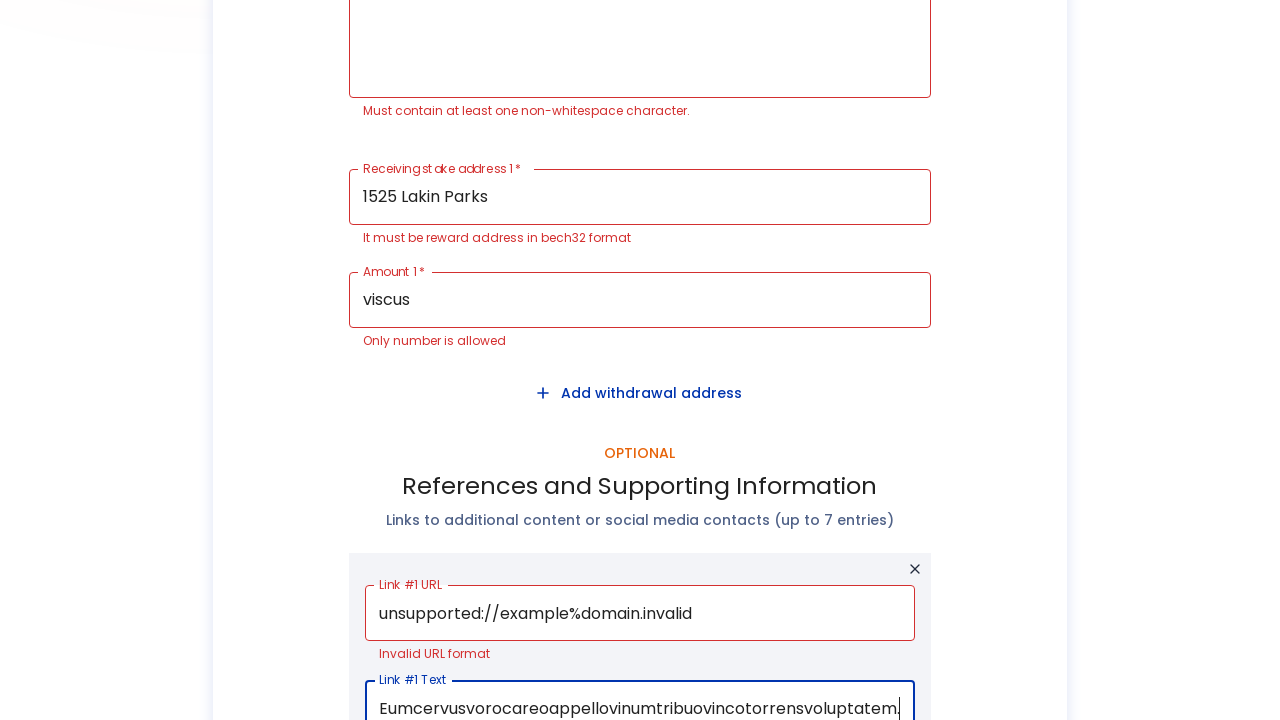 Must contain at least one non-whitespace character.
Receiving stake address 1 *
1525 Lakin Parks
It must be reward address in bech32 format
Amount 1 *
viscus
Only number is allowed
Add withdrawal address
OPTIONAL
References and Supporting Information
Links to additional content or social media contacts (up to 7 entries)
Link #1 URL
unsupported://example%domain.invalid
Invalid URL format
Link #1 Text
Eumcervusvorocareoappellovinumtribuovincotorrensvoluptatem.